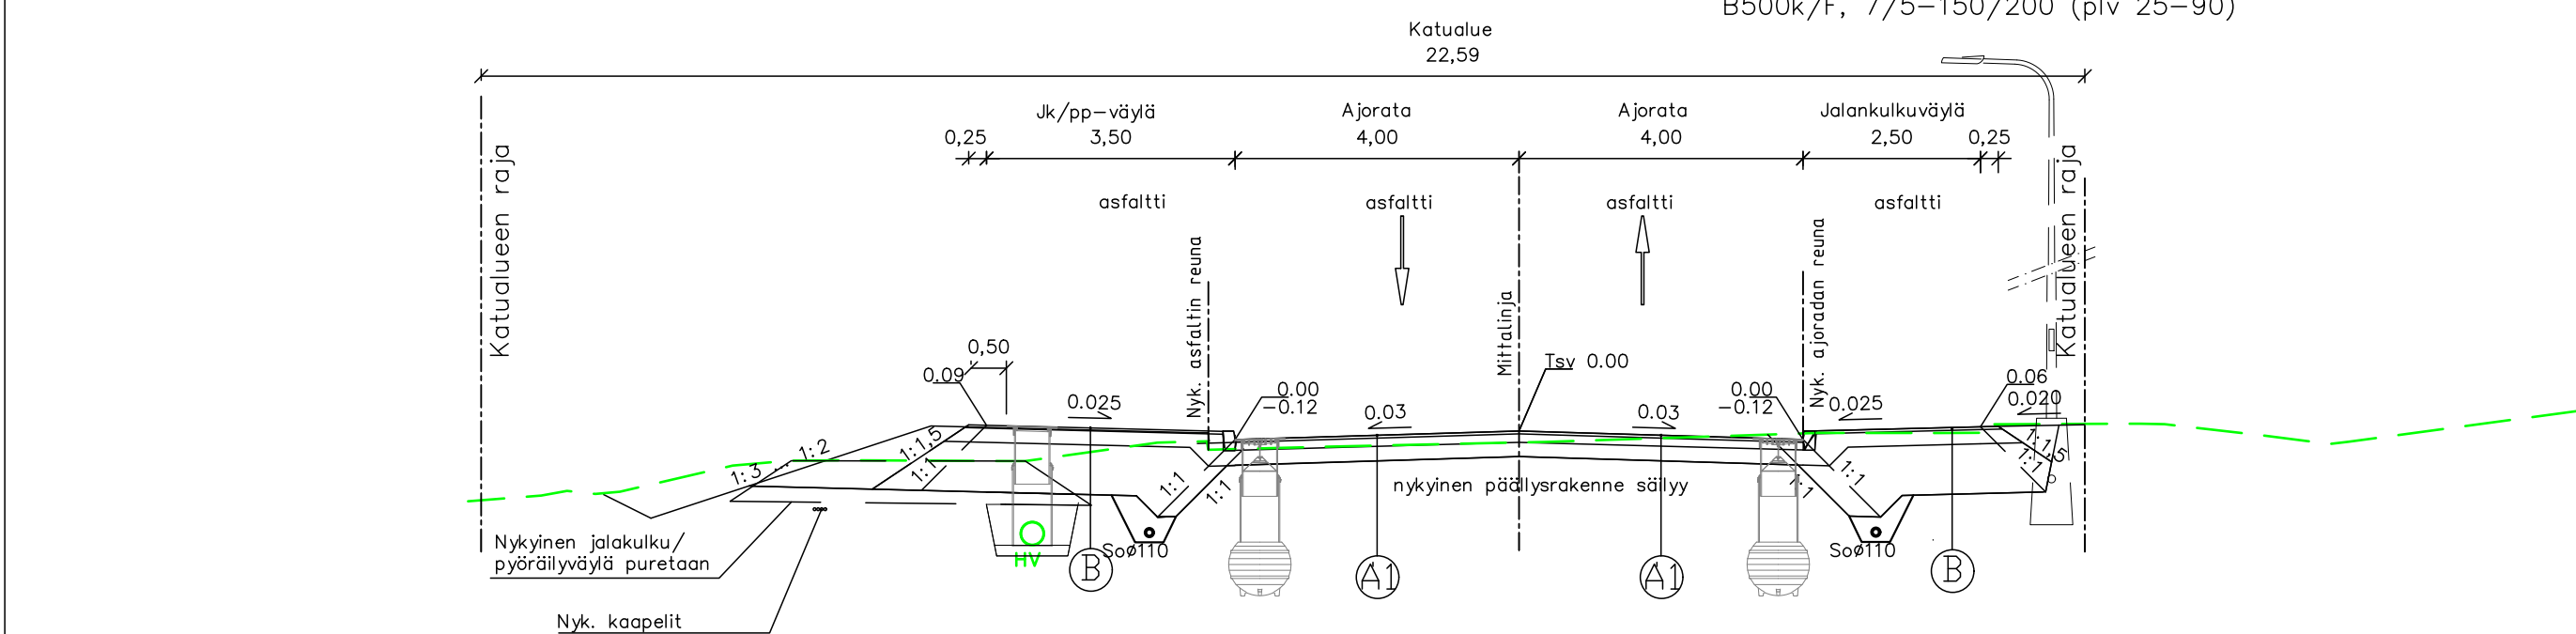 B500k/F, 7/5-150/200 (plv 25-90)
Katualue
22,59
Jk/pp-väylä
Ajorata
Ajorata
Jalankulkuväylä
0,25
3,50
4,00
4,00
2,50
0,25
Katualueen raja
Katualueen raja
asfaltti
asfaltti
asfaltti
asfaltti
Nyk. asfaltin reuna
Mittalinja
Nyk. ajoradan reuna
0,50
Tsv 0.00
0.09
0.025
0.00
-0.12
0.03
0.03
0.00
-0.12
0.025
0.06
0.020
1:3
1:2
1:1,5
1:1
1:1
1:1
1:1
1:1
1:1,5
1:1
nykyinen päällysrakenne säilyy
Nykyinen jalakulku/
pyöräilyväylä puretaan
HV
Soø110
Soø110
B
A1
A1
B
Nyk. kaapelit